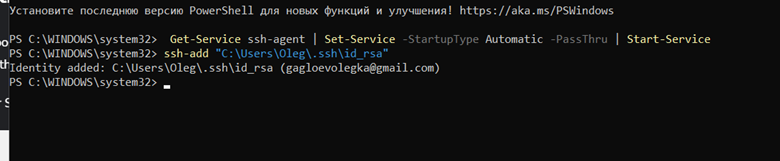 Установите последнюю версию PowerShell для новых функций и улучшения! https://aka.ms/PSWindows
PS C:\WINDOWS\system32>  Get-Service ssh-agent | Set-Service -StartupType Automatic -PassThru | Start-Service
PS C:\WINDOWS\system32> ssh-add "C:\Users\Oleg\.ssh\id_rsa"
Identity added: C:\Users\Oleg\.ssh\id_rsa (gagloevolegka@gmail.com)
PS C:\WINDOWS\system32>